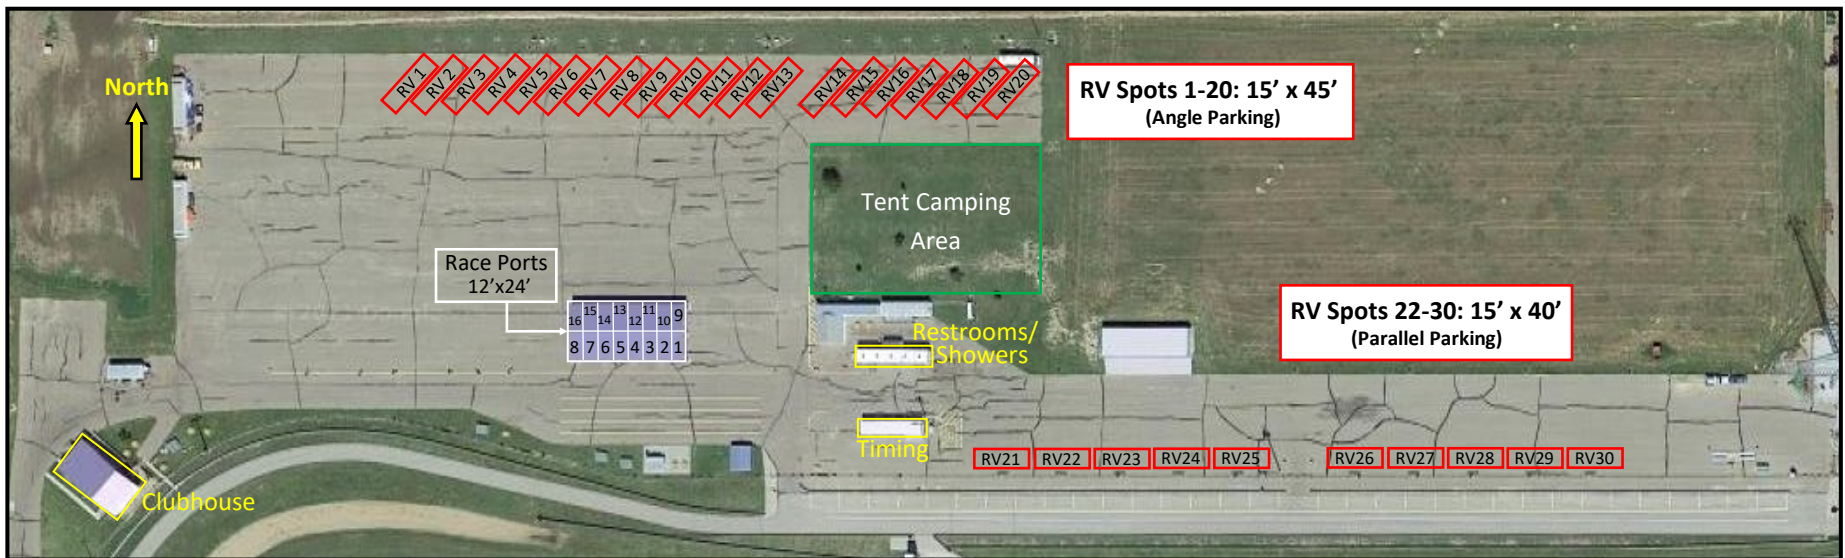 North
RV 1
RV 2
RV 3
RV 4
RV 5
RV 6
RV 7
RV 8
RV 9
RV10
RV11
RV12
RV13
RV14
RV15
RV16
RV17
RV18
RV19
RV20
RV Spots 1-20: 15’ x 45’
(Angle Parking)
Tent Camping
Area
Race Ports
12’x24’
16 15 14 13 12 11 10 9
8 7 6 5 4 3 2 1
Restrooms/
Showers
RV Spots 22-30: 15’ x 40’
(Parallel Parking)
Timing
RV21
RV22
RV23
RV24
RV25
RV26
RV27
RV28
RV29
RV30
Clubhouse